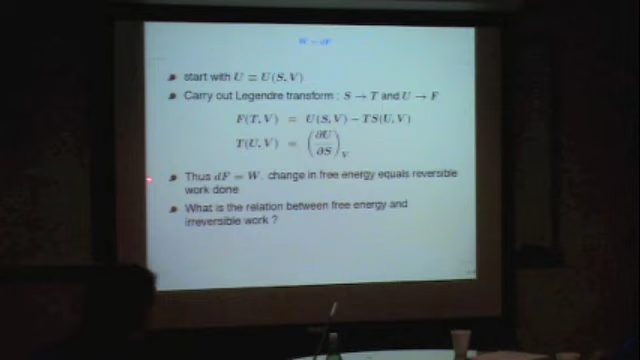 W = dF
start with U ≡ U(S, V)
Carry out Legendre transform : S → T and U → F
F(T, V) = U(S, V) − TS(U, V)
T(U, V) = (∂U/∂S)_V
Thus dF = W. change in free energy equals reversible
work done
What is the relation between free energy and
irreversible work ?